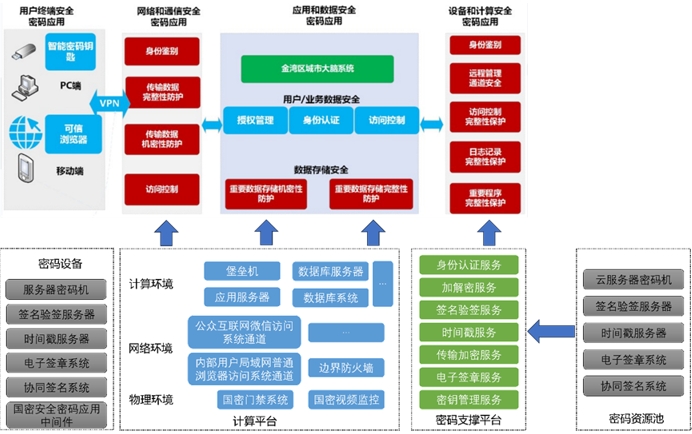 用户终端安全
密码应用
智能密码钥
匙
PC端
可信
浏览器
移动端
VPN
网络和通信安全
密码应用
身份鉴别
传输数据
完整性防护
传输数据
机密性防护
访问控制
应用和数据安全
密码应用
金湾区城市大脑系统
用户/业务数据安全
授权管理
身份认证
访问控制
数据存储安全
重要数据存储机密性
防护
重要数据存储完整性
防护
设备和计算安全
密码应用
身份鉴别
远程管理
通道安全
访问控制
完整性保护
日志记录
完整性保护
重要程序
完整性保护
密码设备
服务器密码机
签名验签服务器
时间戳服务器
电子签章系统
协同签名系统
国密安全密码应用
中间件
计算环境
堡垒机
数据库服务器
...
应用服务器
数据库系统
网络环境
公众互联网微信访问
系统通道
...
内部用户局域网普通
浏览器访问系统通道
边界防火墙
物理环境
国密门禁系统
国密视频监控
计算平台
身份认证服务
加解密服务
签名验签服务
时间戳服务
传输加密服务
电子签章服务
密钥管理服务
密码支撑平台
云服务器密码机
签名验签服务器
时间戳服务器
电子签章系统
协同签名系统
密码资源池